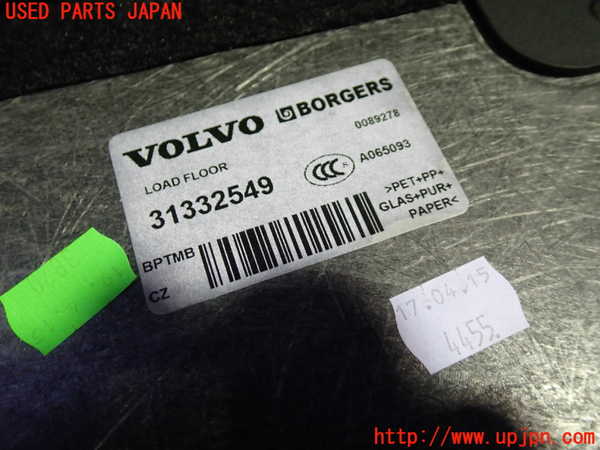 USED PARTS JAPAN
VOLVO BORGERS
0089278
LOAD FLOOR
CCC
A065093
31332549
>PET+PP+
GLAS+PUR+
PAPER<
BPTMB
CZ
17.04.15
4455.
http://www.upjpn.com/